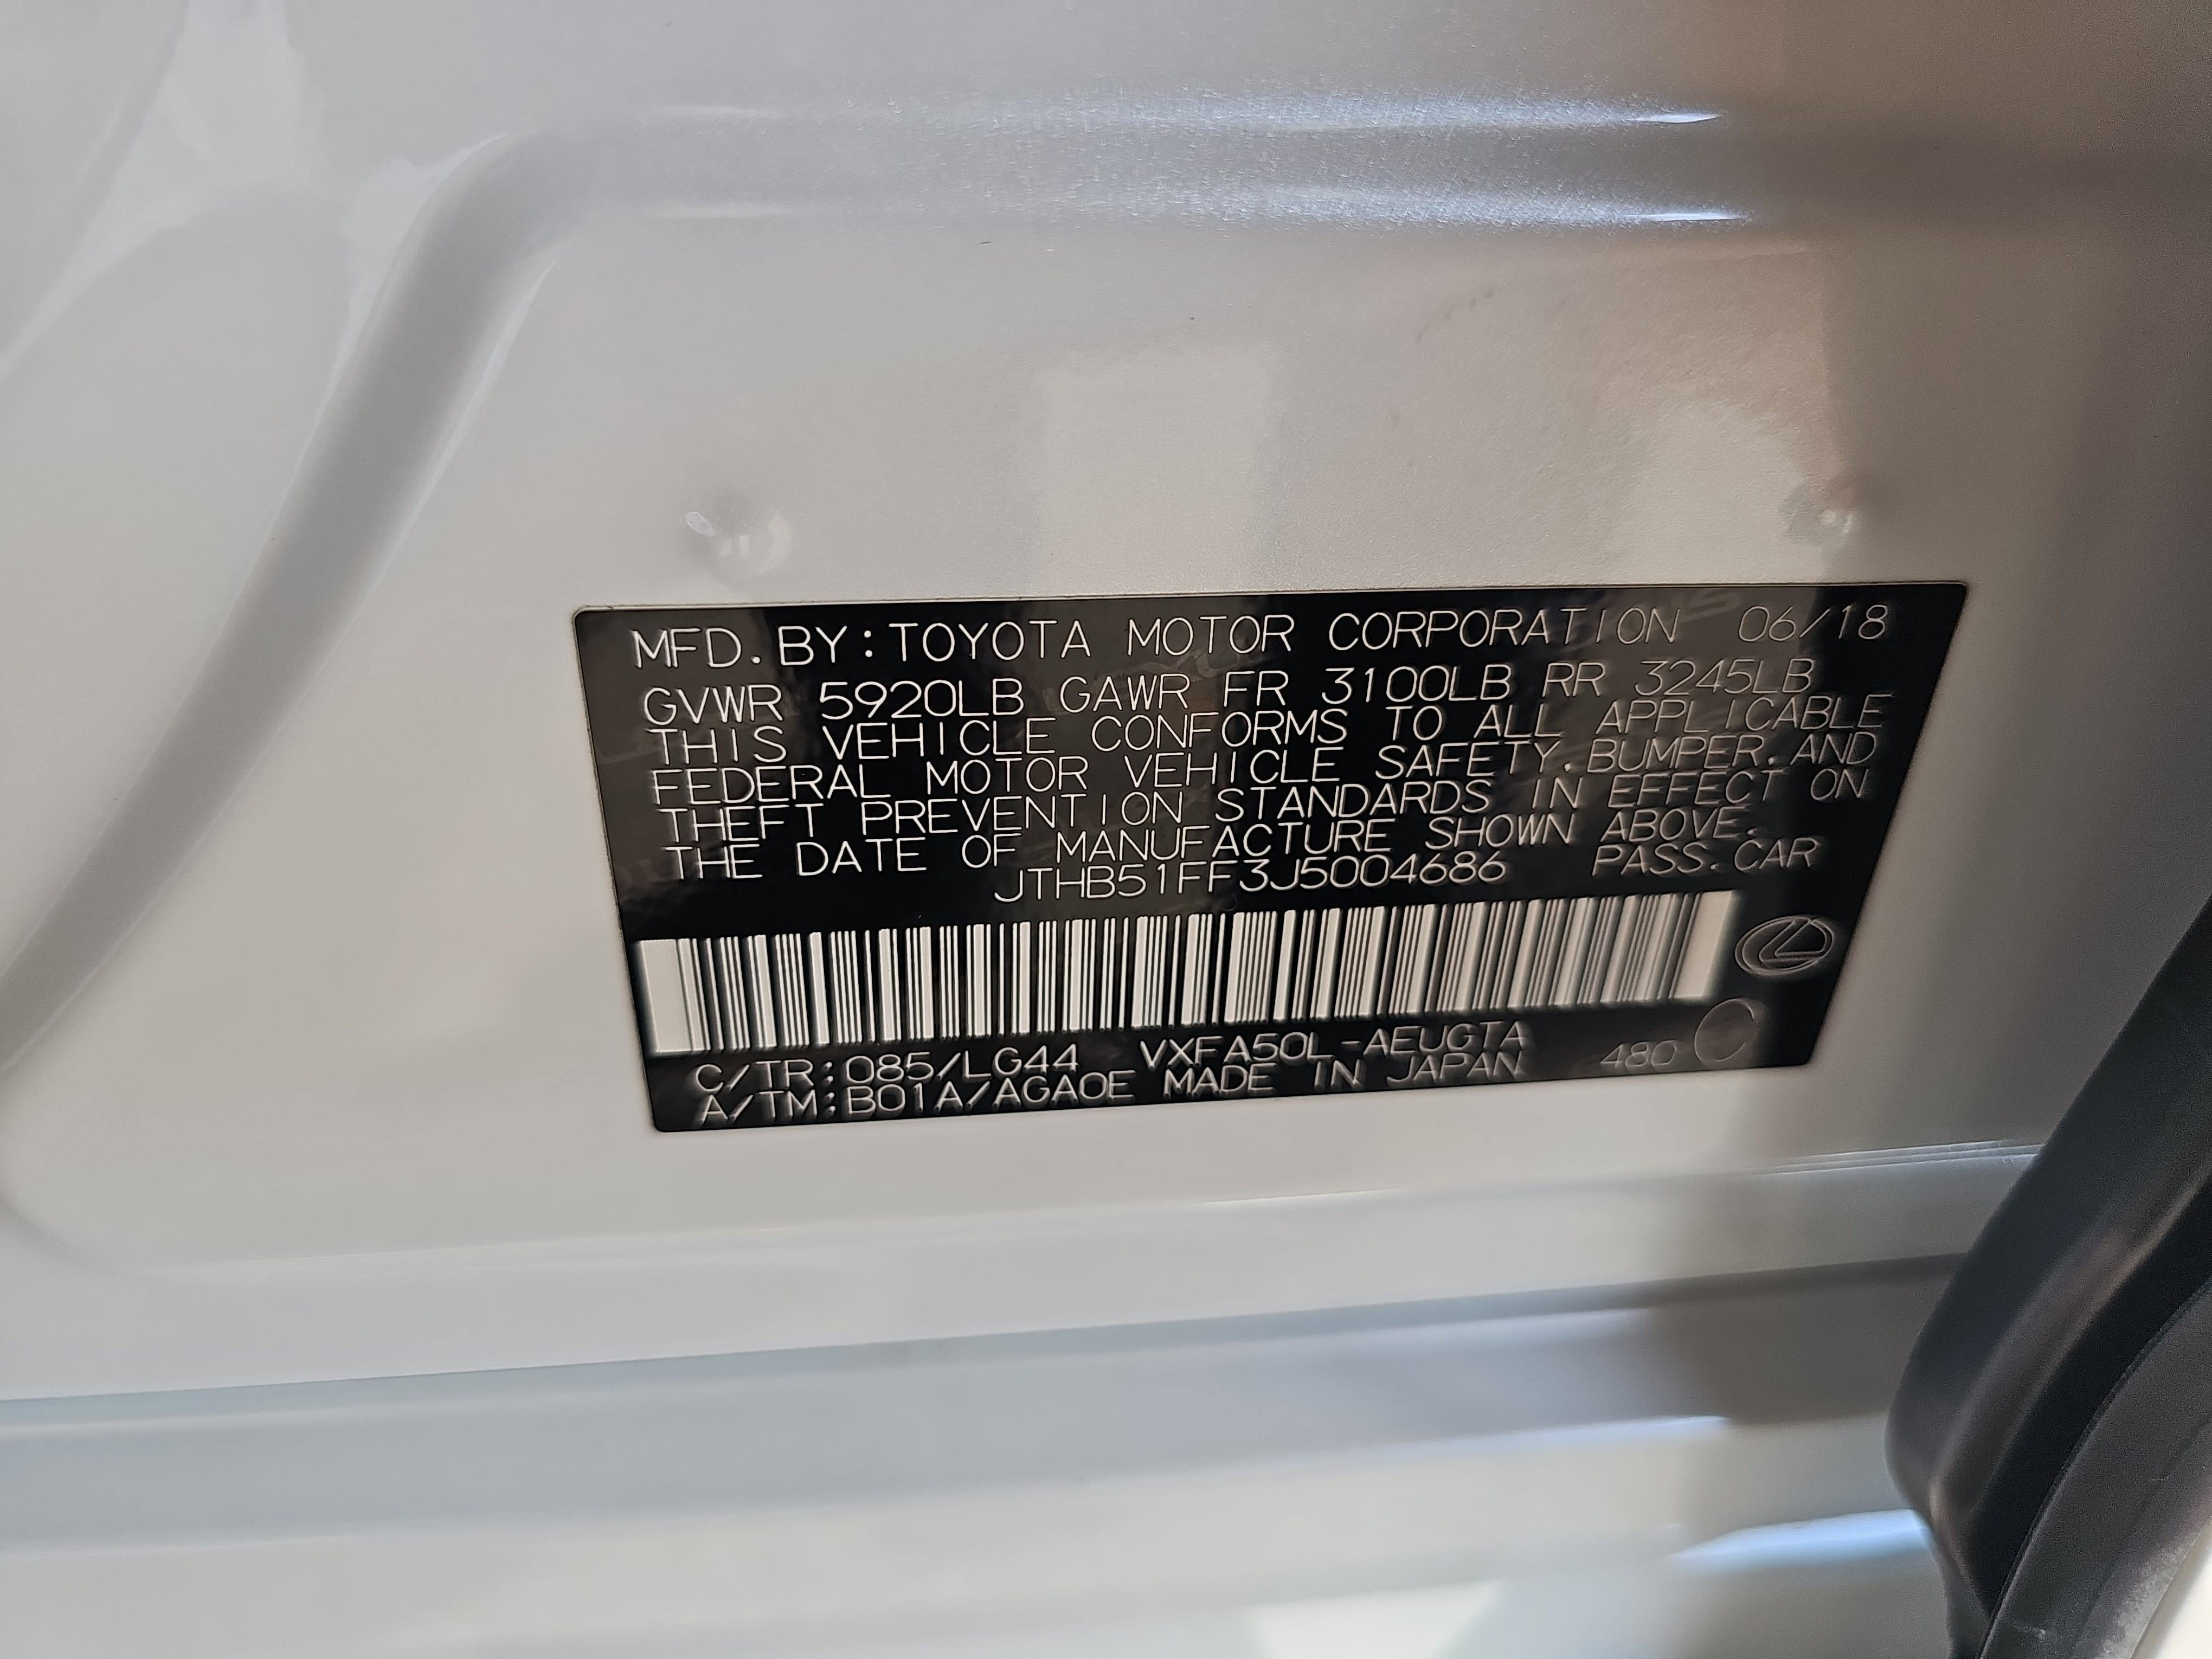 MFD. BY: TOYOTA MOTOR CORPORATION 06/18
GVWR 5920LB GAWR FR 3100LB RR 3245LB
THIS VEHICLE CONFORMS TO ALL APPLICABLE
FEDERAL MOTOR VEHICLE SAFETY, BUMPER, AND
THEFT PREVENTION STANDARDS IN EFFECT ON
THE DATE OF MANUFACTURE SHOWN ABOVE.
JTHB51FF3J5004686 PASS. CAR
C/TR: 085/LG44 VXFA50L-AEUGTA
A/TM: B01A/AGA0E MADE IN JAPAN 480 C